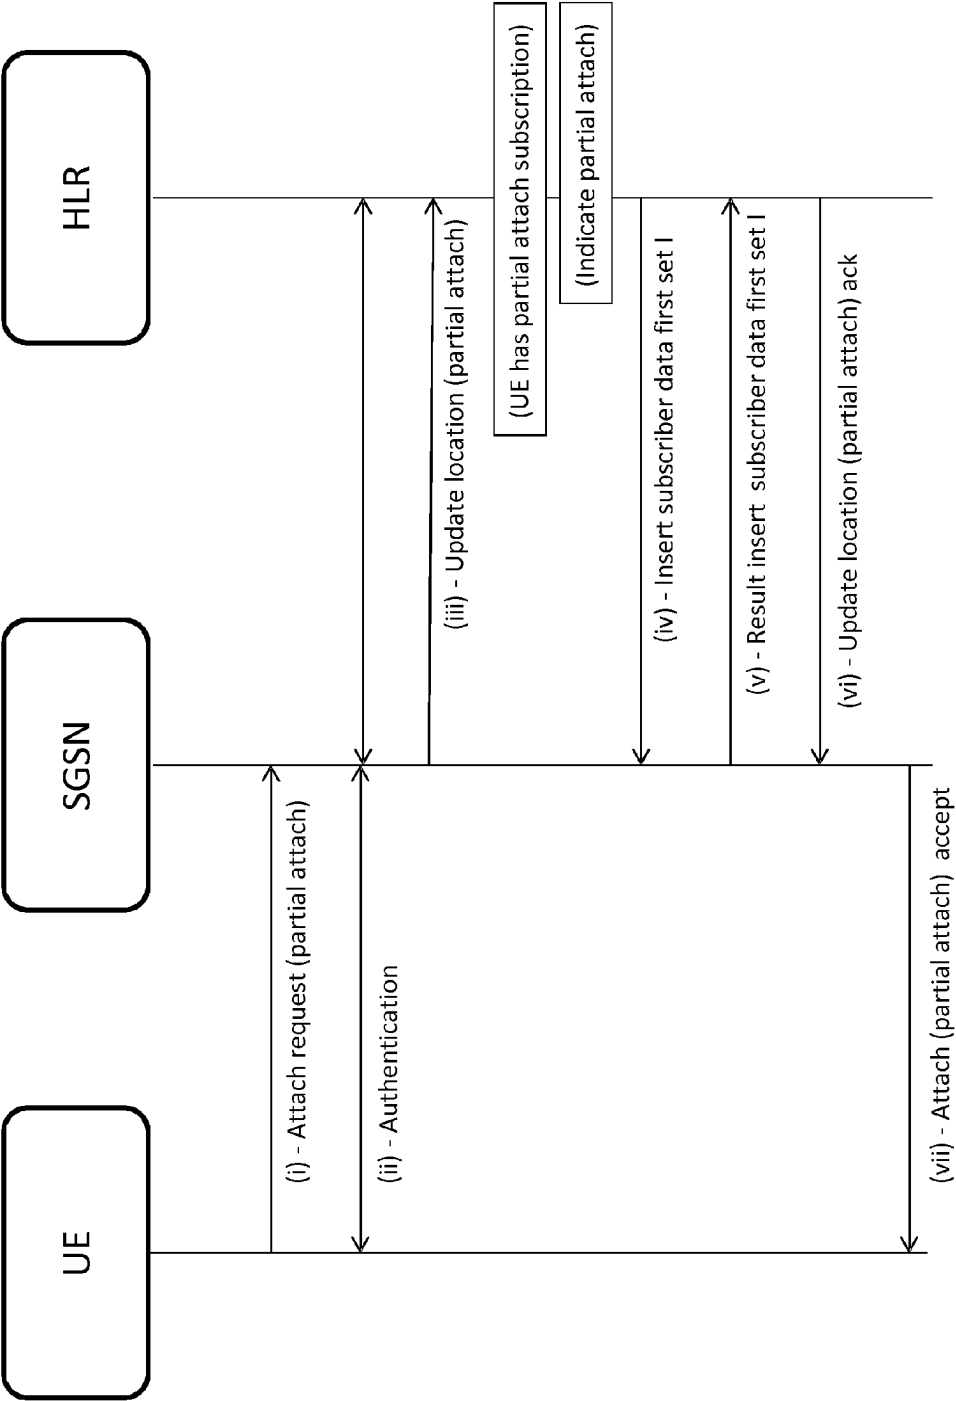 UE
SGSN
HLR
(i) - Attach request (partial attach)
(ii) - Authentication
(iii) - Update location (partial attach)
(UE has partial attach subscription)
(Indicate partial attach)
(iv) - Insert subscriber data first set I
(v) - Result insert subscriber data first set I
(vi) - Update location (partial attach) ack
(vii) - Attach (partial attach) accept